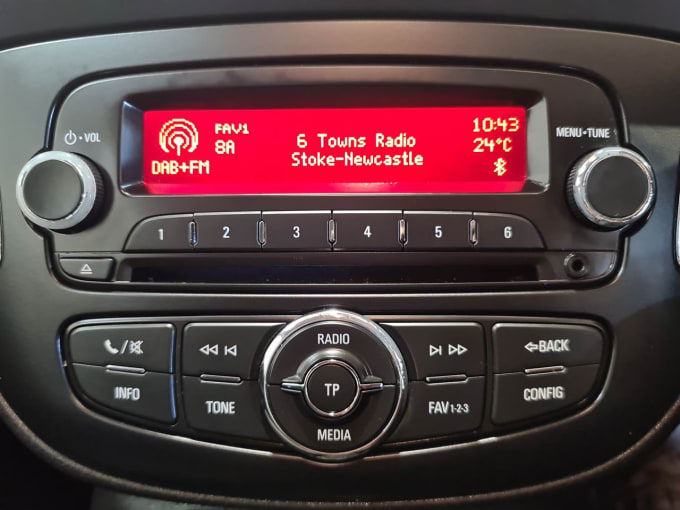 VOL
FAV1
8A
DAB+FM
6 Towns Radio
Stoke-Newcastle
10:43
24°C
MENU•TUNE
1 2 3 4 5 6
RADIO
BACK
INFO
TONE
TP
FAV1-2-3
CONFIG
MEDIA